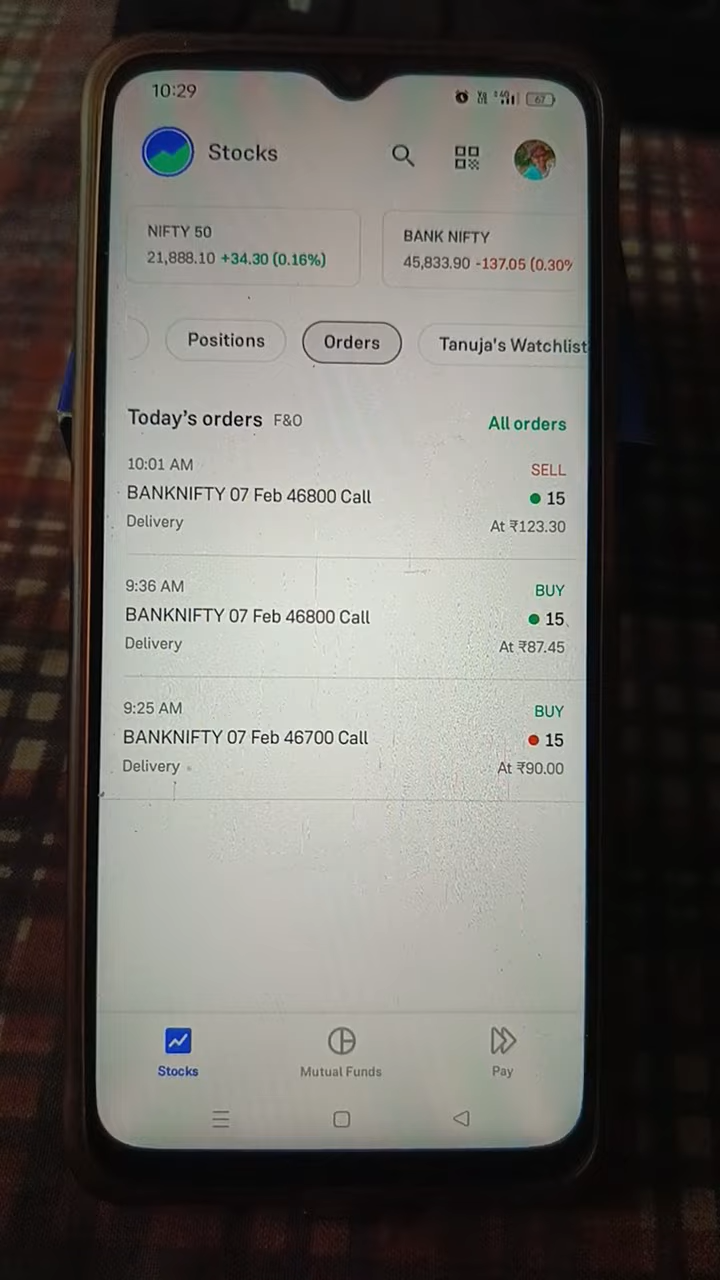 10:29
67
Stocks
NIFTY 50
21,888.10 +34.30 (0.16%)
BANK NIFTY
45,833.90 -137.05 (0.30%
Positions
Orders
Tanuja's Watchlist
Today's orders F&O
All orders
10:01 AM
SELL
BANKNIFTY 07 Feb 46800 Call
15
Delivery
At ₹123.30
9:36 AM
BUY
BANKNIFTY 07 Feb 46800 Call
15
Delivery
At ₹87.45
9:25 AM
BUY
BANKNIFTY 07 Feb 46700 Call
15
Delivery
At ₹90.00
Stocks
Mutual Funds
Pay